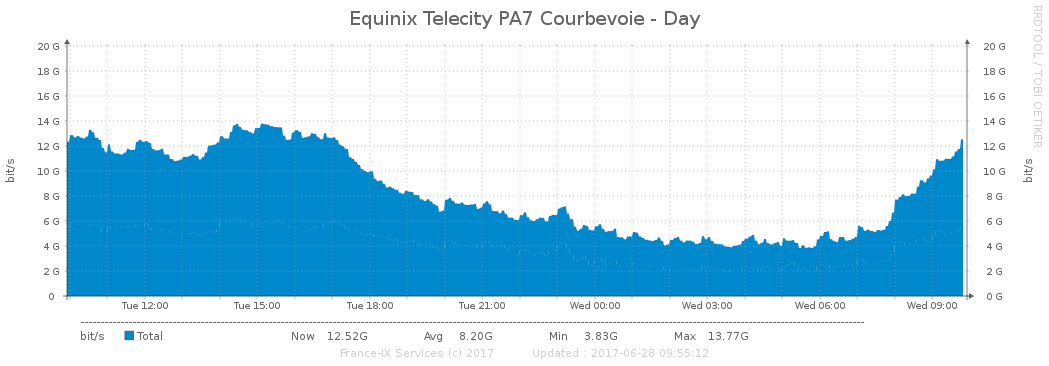 Equinix Telecity PA7 Courbevoie - Day
RRDTOOL / TOBI OETIKER
bit/s
bit/s
20 G 20 G
18 G 18 G
16 G 16 G
14 G 14 G
12 G 12 G
10 G 10 G
8 G 8 G
6 G 6 G
4 G 4 G
2 G 2 G
0 0 G
Tue 12:00 Tue 15:00 Tue 18:00 Tue 21:00 Wed 00:00 Wed 03:00 Wed 06:00 Wed 09:00
bit/s Total Now 12.52G Avg 8.20G Min 3.83G Max 13.77G
France-IX Services (c) 2017 Updated : 2017-06-28 09:55:12